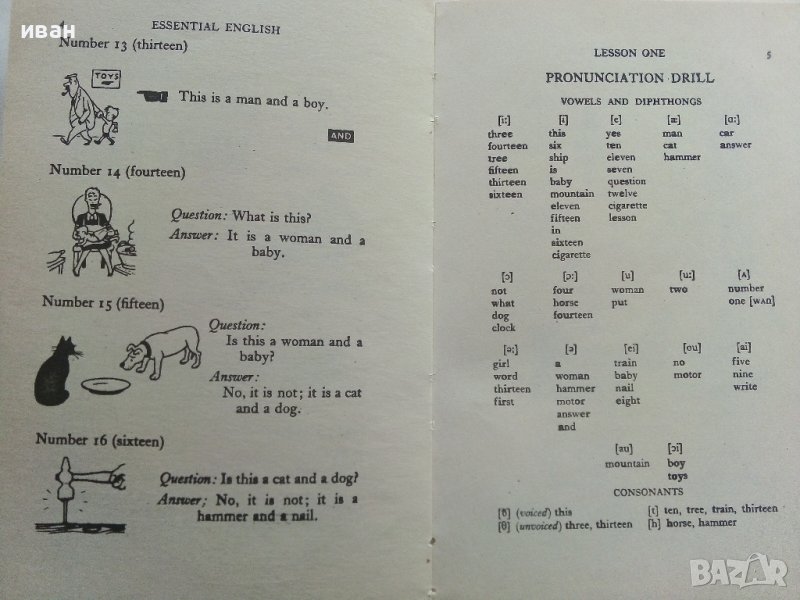 иван
4
ESSENTIAL ENGLISH
Number 13 (thirteen)
TOYS
This is a man and a boy.
AND
Number 14 (fourteen)
Question: What is this?
Answer: It is a woman and a
baby.
Number 15 (fifteen)
Question:
Is this a woman and a
baby?
Answer:
No, it is not; it is a cat
and a dog.
Number 16 (sixteen)
Question: Is this a cat and a dog?
Answer: No, it is not; it is a
hammer and a nail.
LESSON ONE 5
PRONUNCIATION DRILL
VOWELS AND DIPHTHONGS
[iː] [i] [e] [æ] [ɑː]
three this yes man car
fourteen six ten cat answer
tree ship eleven hammer
fifteen is seven
thirteen baby question
sixteen mountain twelve
eleven cigarette
fifteen lesson
in
sixteen
cigarette
[ɔ] [ɔː] [u] [uː] [ʌ]
not four woman two number
what horse put one [wʌn]
dog fourteen
clock
[əː] [ə] [ei] [ou] [ai]
girl a train no five
word woman baby motor nine
thirteen hammer nail write
first motor eight
answer
and
[au] [ɔi]
mountain boy
toys
CONSONANTS
[ð] (voiced) this [t] ten, tree, train, thirteen
[θ] (unvoiced) three, thirteen [h] horse, hammer
BAZAR